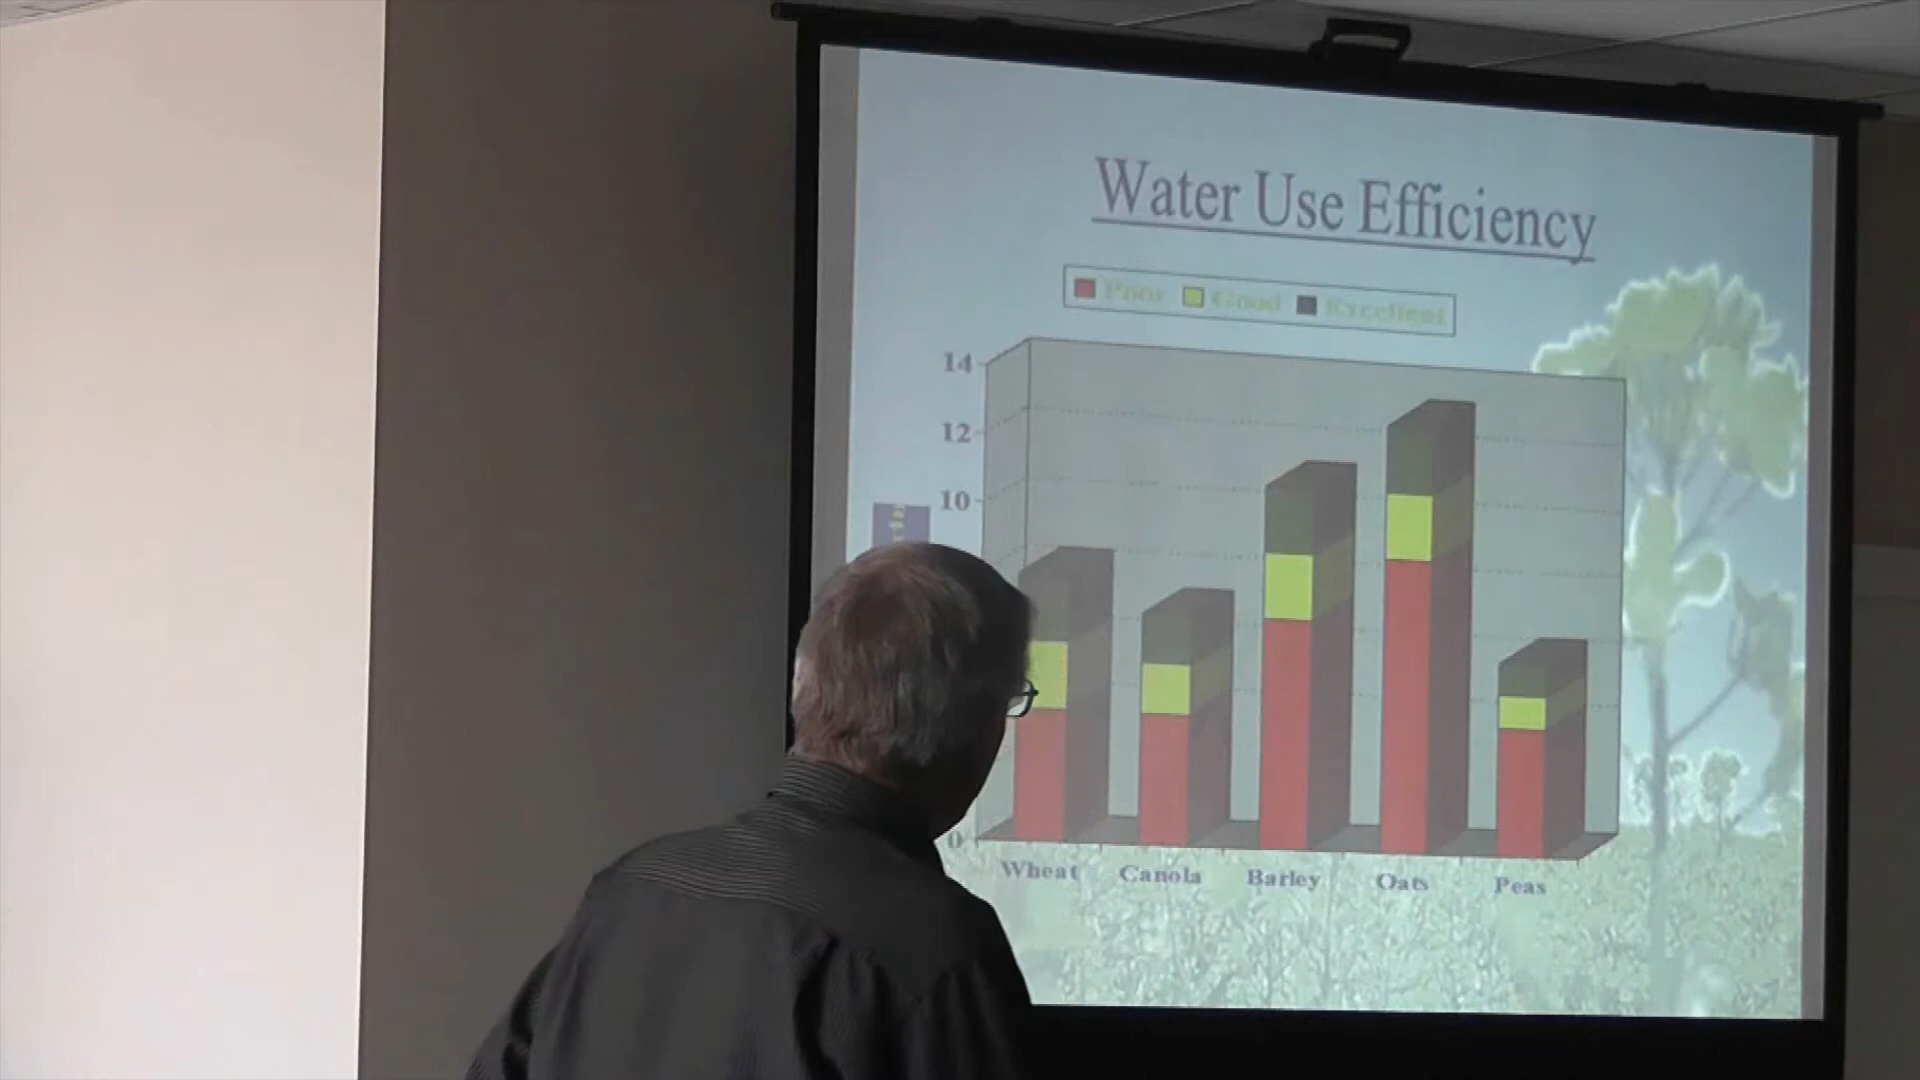 Water Use Efficiency
Poor Good Excellent
14
12
10
0
Wheat Canola Barley Oats Peas